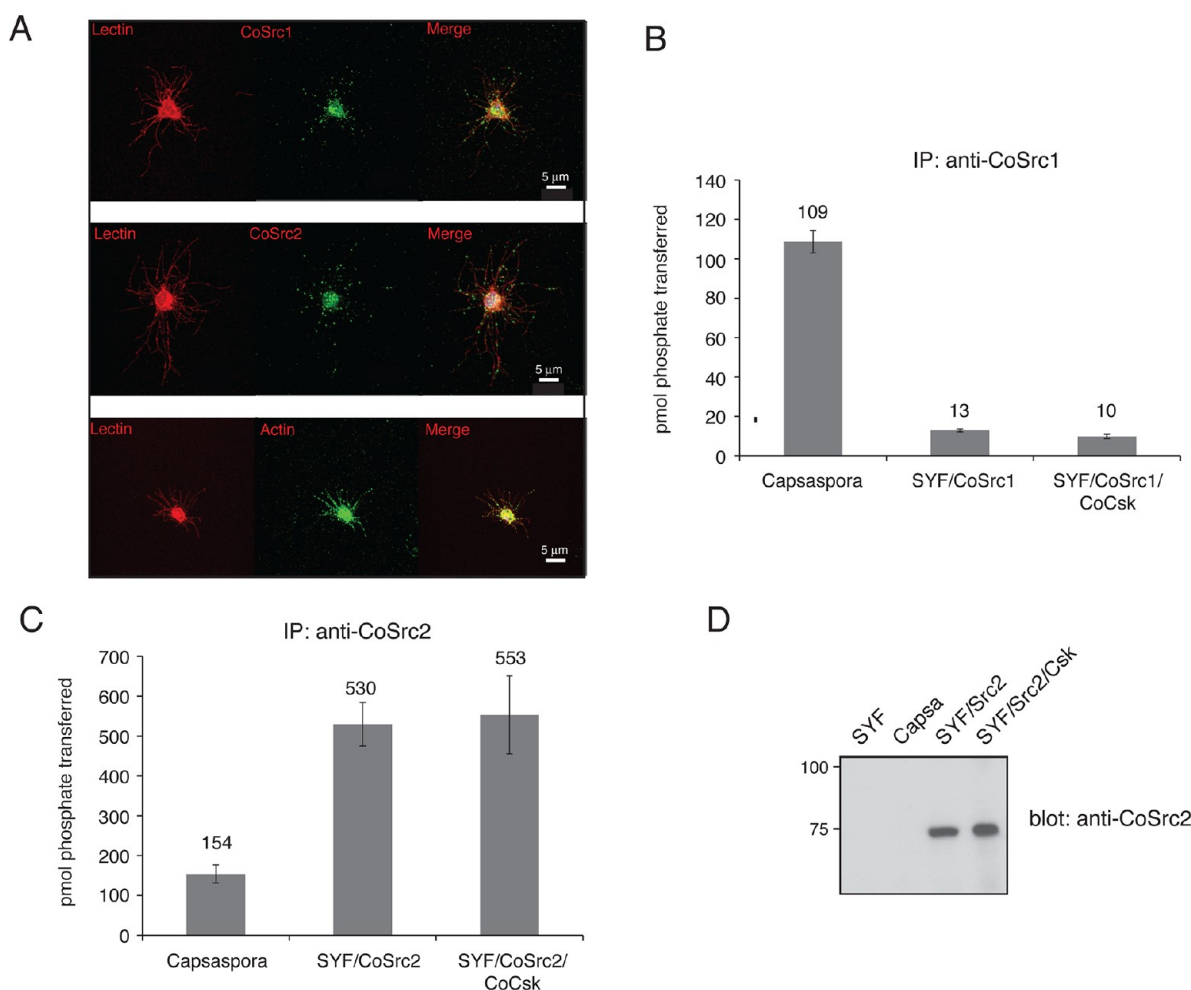 A
Lectin CoSrc1 Merge
5 μm
Lectin CoSrc2 Merge
5 μm
Lectin Actin Merge
5 μm
B
IP: anti-CoSrc1
pmol phosphate transferred
140
120
100
80
60
40
20
0
109
13
10
Capsaspora SYF/CoSrc1 SYF/CoSrc1/
CoCsk
C
IP: anti-CoSrc2
pmol phosphate transferred
700
600
500
400
300
200
100
0
154
530
553
Capsaspora SYF/CoSrc2 SYF/CoSrc2/
CoCsk
D
SYF
Capsa
SYF/Src2
SYF/Src2/Csk
100
75
blot: anti-CoSrc2